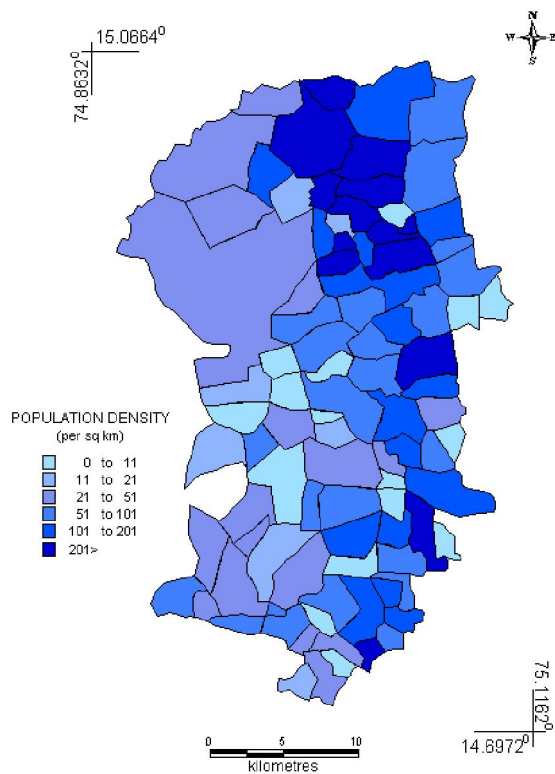 15.0664⁰
74.8632⁰
N
W E
S
POPULATION DENSITY
(per sq km)
0 to 11
11 to 21
21 to 51
51 to 101
101 to 201
201>
75.1162⁰
14.6972⁰
0 5 10
kilometres